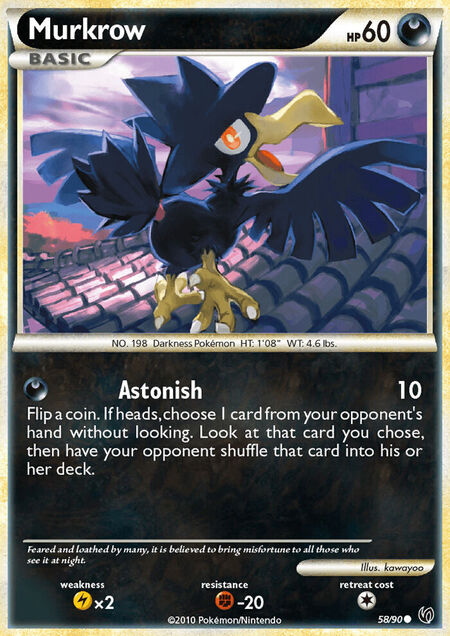 Murkrow
HP 60
BASIC
NO. 198 Darkness Pokémon HT: 1'08" WT: 4.6 lbs.
Astonish 10
Flip a coin. If heads, choose 1 card from your opponent's
hand without looking. Look at that card you chose,
then have your opponent shuffle that card into his or
her deck.
Feared and loathed by many, it is believed to bring misfortune to all those who
see it at night.
Illus. kawayoo
weakness resistance retreat cost
×2 -20
©2010 Pokémon/Nintendo 58/90